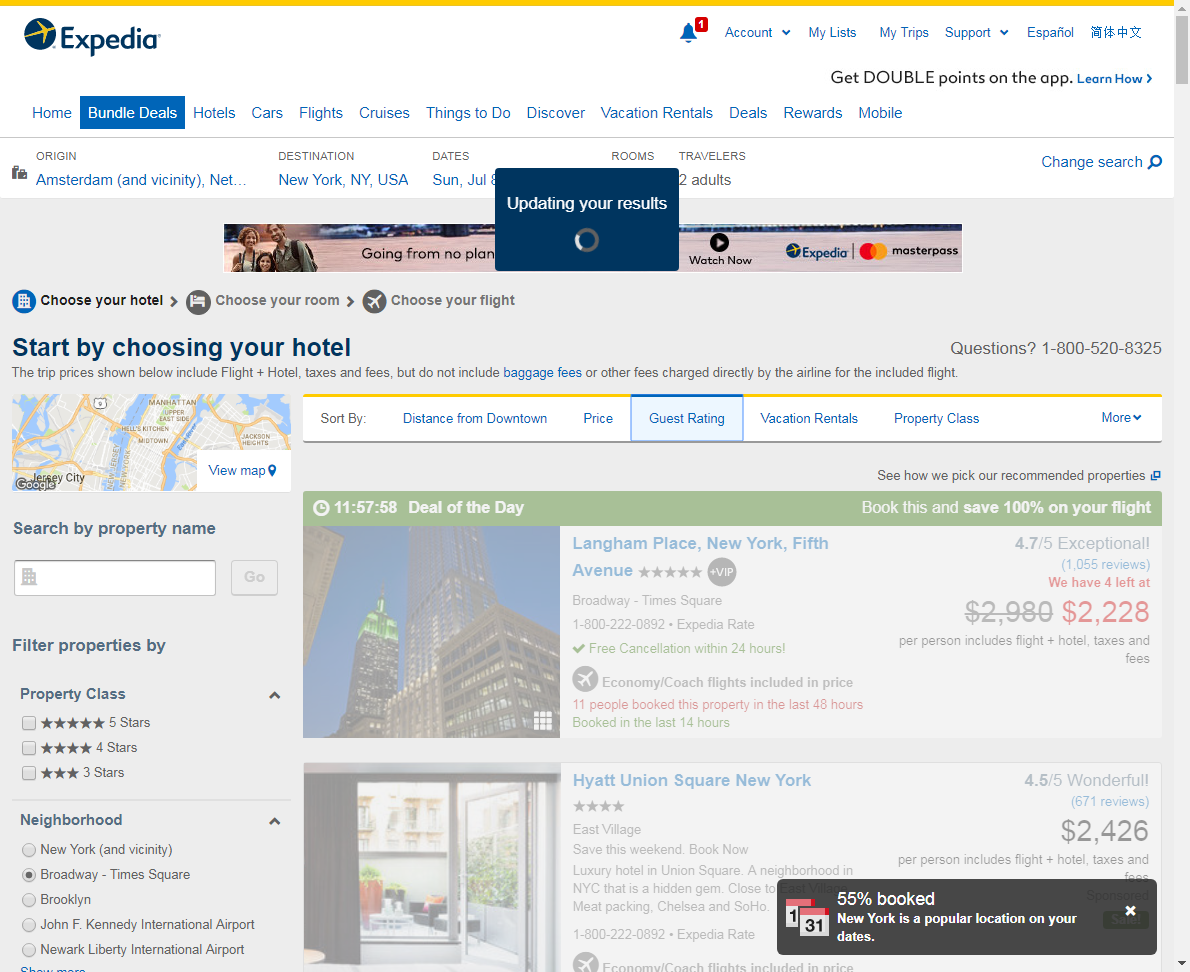 Expedia
1
Account
My Lists
My Trips
Support
Español
简体中文
Get DOUBLE points on the app. Learn How
Home
Bundle Deals
Hotels
Cars
Flights
Cruises
Things to Do
Discover
Vacation Rentals
Deals
Rewards
Mobile
ORIGIN
Amsterdam (and vicinity), Net...
DESTINATION
New York, NY, USA
DATES
Sun, Jul
ROOMS
TRAVELERS
2 adults
Change search
Updating your results
Going from no plan
Watch Now
Expedia
masterpass
Choose your hotel
Choose your room
Choose your flight
Start by choosing your hotel
Questions? 1-800-520-8325
The trip prices shown below include Flight + Hotel, taxes and fees, but do not include baggage fees or other fees charged directly by the airline for the included flight.
MANHATTAN
UPPER
EAST SIDE
HELL'S KITCHEN
MIDTOWN
JACKSON
HEIGHTS
East River
NEW JERSEY
NEW YORK
9
Jersey City
Google
View map
Sort By:
Distance from Downtown
Price
Guest Rating
Vacation Rentals
Property Class
More
See how we pick our recommended properties
Search by property name
Go
Filter properties by
Property Class
5 Stars
4 Stars
3 Stars
Neighborhood
New York (and vicinity)
Broadway - Times Square
Brooklyn
John F. Kennedy International Airport
Newark Liberty International Airport
Show more
11:57:58 Deal of the Day
Book this and save 100% on your flight
Langham Place, New York, Fifth
Avenue
+VIP
Broadway - Times Square
1-800-222-0892 • Expedia Rate
Free Cancellation within 24 hours!
Economy/Coach flights included in price
11 people booked this property in the last 48 hours
Booked in the last 14 hours
4.7/5 Exceptional!
(1,055 reviews)
We have 4 left at
$2,980 $2,228
per person includes flight + hotel, taxes and
fees
Hyatt Union Square New York
East Village
Save this weekend. Book Now
Luxury hotel in Union Square. A neighborhood in
NYC that is a hidden gem. Close to East Village,
Meat packing, Chelsea and SoHo.
1-800-222-0892 • Expedia Rate
Economy/Coach flights included in price
4.5/5 Wonderful!
(671 reviews)
$2,426
per person includes flight + hotel, taxes and
fees
Sponsored
1
31
55% booked
New York is a popular location on your
dates.